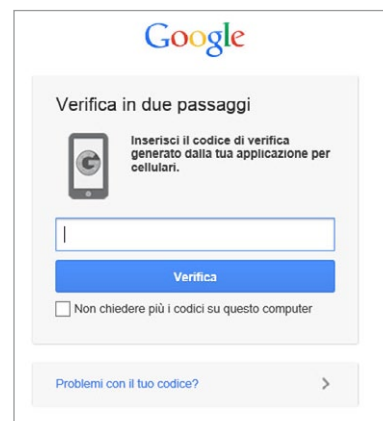 Google
Verifica in due passaggi
Inserisci il codice di verifica
generato dalla tua applicazione per
cellulari.
Verifica
Non chiedere più i codici su questo computer
Problemi con il tuo codice?